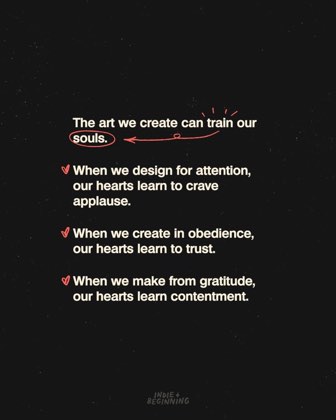 The art we create can train our
souls.
When we design for attention,
our hearts learn to crave
applause.
When we create in obedience,
our hearts learn to trust.
When we make from gratitude,
our hearts learn contentment.
INDIE +
BEGINNING